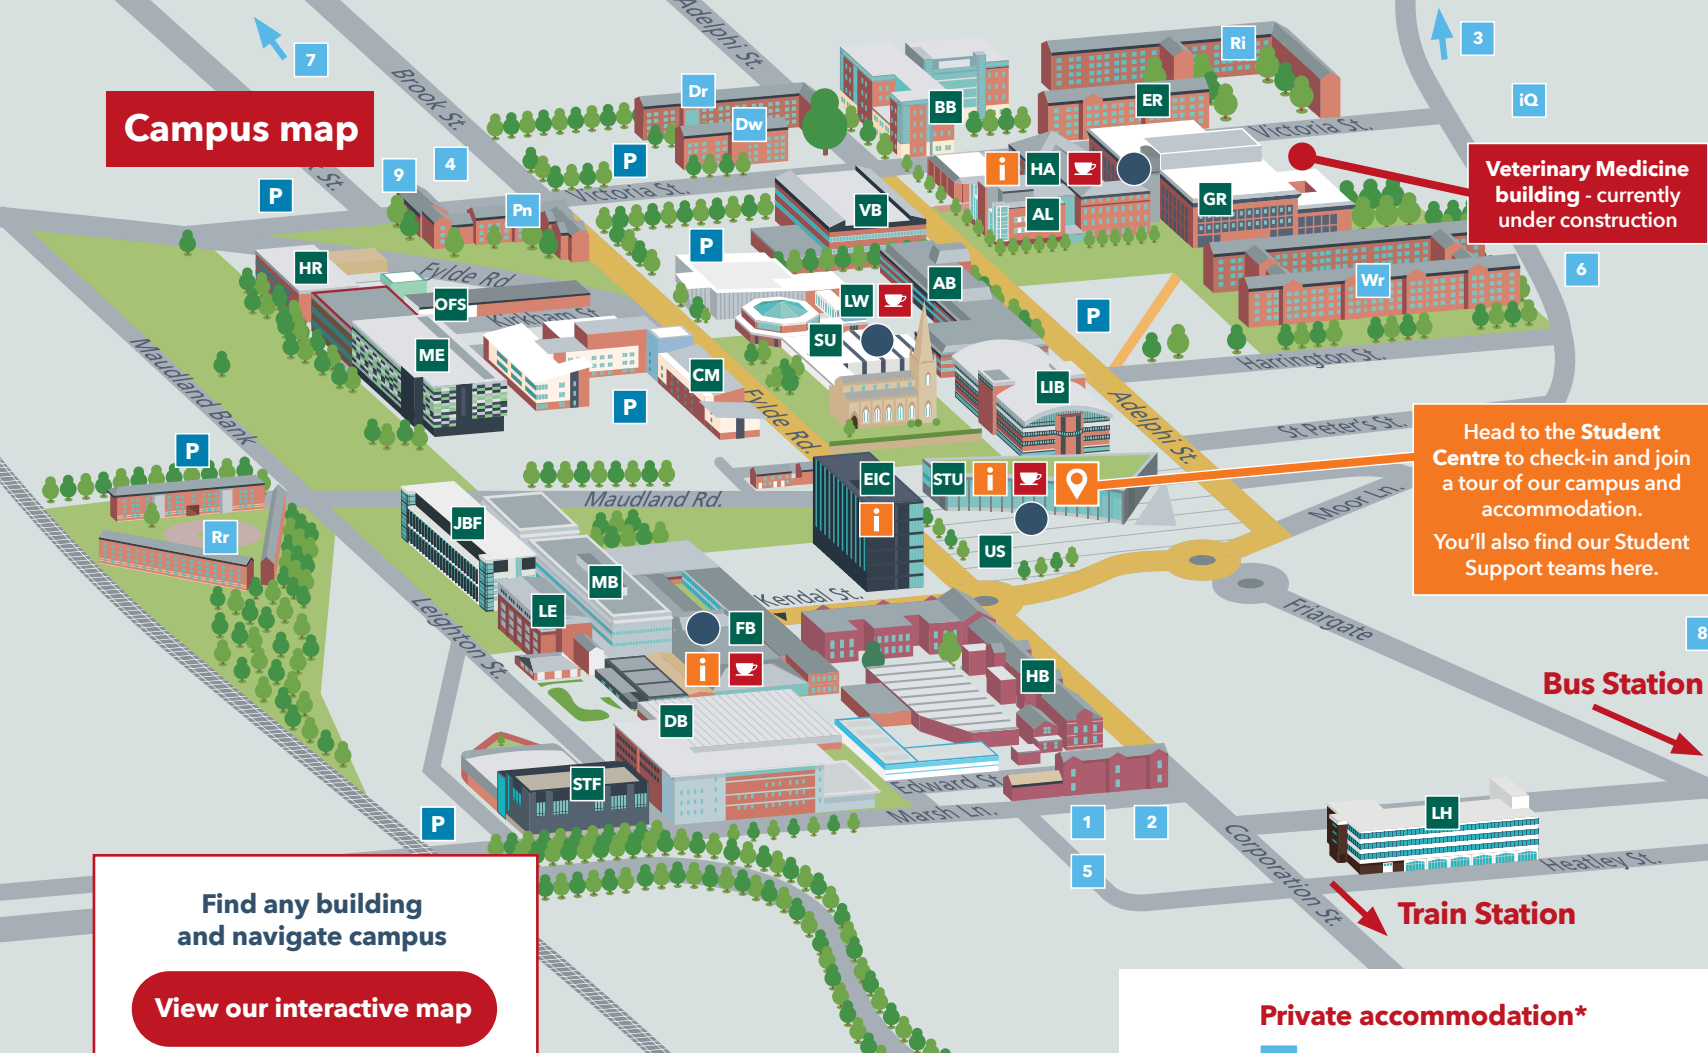 7
Brook St.
Adelphi St.
3
Ri
iQ
Campus map
Dr
Dw
BB
ER
Victoria St.
k St.
9
4
P
P
Victoria St.
Pn
i
HA
AL
GR
VB
Veterinary Medicine
building - currently
under construction
HR
Fylde Rd
P
AB
6
Wr
OFS
Kirkham St.
LW
SU
P
ME
CM
Harrington St.
Maudland Bank
P
Fylde Rd.
LIB
Adelphi St.
St Peter's St.
Head to the Student
Centre to check-in and join
a tour of our campus and
accommodation.
You'll also find our Student
Support teams here.
P
Maudland Rd.
EIC
i
STU
i
Moor Ln.
JBF
Rr
US
MB
LE
Kendal St.
Leighton St.
FB
i
Friargate
8
HB
Bus Station
DB
STF
Edward St.
Marsh Ln.
P
1
2
5
LH
Corporation St.
Heatley St.
Train Station
Find any building
and navigate campus
View our interactive map
Private accommodation*